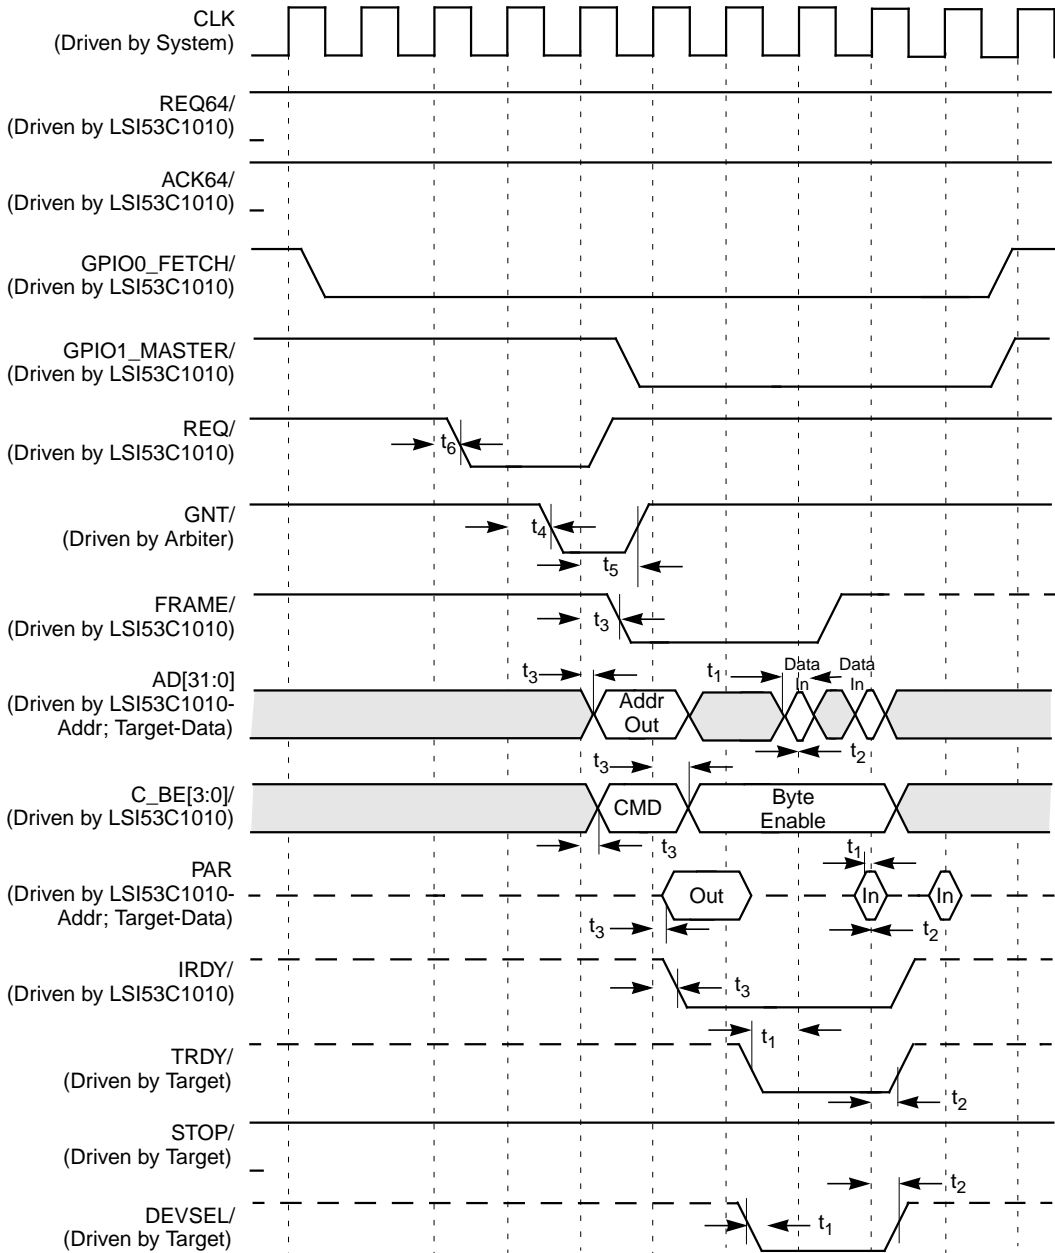 CLK
(Driven by System)
REQ64/
(Driven by LSI53C1010)
ACK64/
(Driven by LSI53C1010)
GPIO0_FETCH/
(Driven by LSI53C1010)
GPIO1_MASTER/
(Driven by LSI53C1010)
REQ/
(Driven by LSI53C1010)
t6
GNT/
(Driven by Arbiter)
t4
t5
FRAME/
(Driven by LSI53C1010)
t3
AD[31:0]
(Driven by LSI53C1010-
Addr; Target-Data)
t3
Addr
Out
t1
Data
In
Data
In
t2
C_BE[3:0]/
(Driven by LSI53C1010)
t3
CMD
Byte
Enable
t3
PAR
(Driven by LSI53C1010-
Addr; Target-Data)
t1
Out
In
In
t3
t2
IRDY/
(Driven by LSI53C1010)
t3
TRDY/
(Driven by Target)
t1
t2
STOP/
(Driven by Target)
DEVSEL/
(Driven by Target)
t2
t1